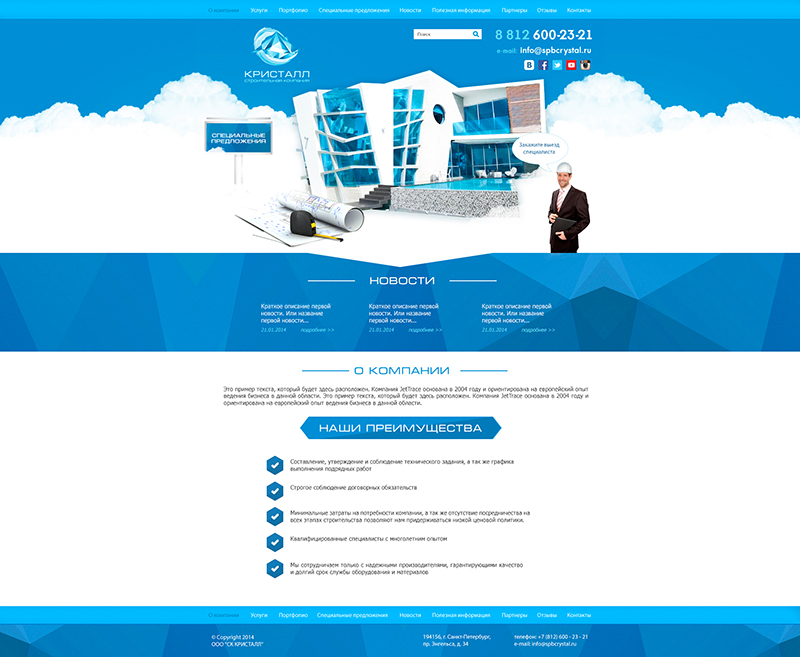 О компании Услуги Портфолио Специальные предложения Новости Полезная информация Партнеры Отзывы Контакты
Поиск
8 812 600-23-21
e-mail: info@spbcrystal.ru
КРИСТАЛЛ
строительная компания
СПЕЦИАЛЬНЫЕ
ПРЕДЛОЖЕНИЯ
Закажите выезд
специалиста
НОВОСТИ
Краткое описание первой
новости. Или название
первой новости...
21.01.2014 подробнее >>
Краткое описание первой
новости. Или название
первой новости...
21.01.2014 подробнее >>
Краткое описание первой
новости. Или название
первой новости...
21.01.2014 подробнее >>
О КОМПАНИИ
Это пример текста, который будет здесь расположен. Компания JetTrace основана в 2004 году и ориентирована на европейский опыт
ведения бизнеса в данной области. Это пример текста, который будет здесь расположен. Компания JetTrace основана в 2004 году и
ориентирована на европейский опыт ведения бизнеса в данной области.
НАШИ ПРЕИМУЩЕСТВА
Составление, утверждение и соблюдение технического задания, а так же графика
выполнения подрядных работ
Строгое соблюдение договорных обязательств
Минимальные затраты на потребности компании, а так же отсутствие посредничества на
всех этапах строительства позволяют нам придерживаться низкой ценовой политики.
Квалифицированные специалисты с многолетним опытом
Мы сотрудничаем только с надежными производителями, гарантирующими качество
и долгий срок службы оборудования и материалов
О компании Услуги Портфолио Специальные предложения Новости Полезная информация Партнеры Отзывы Контакты
© Copyright 2014
ООО "СК КРИСТАЛЛ"
194156, г. Санкт-Петербург,
пр. Энгельса, д. 34
телефон: +7 (812) 600 - 23 - 21
e-mail: info@spbcrystal.ru